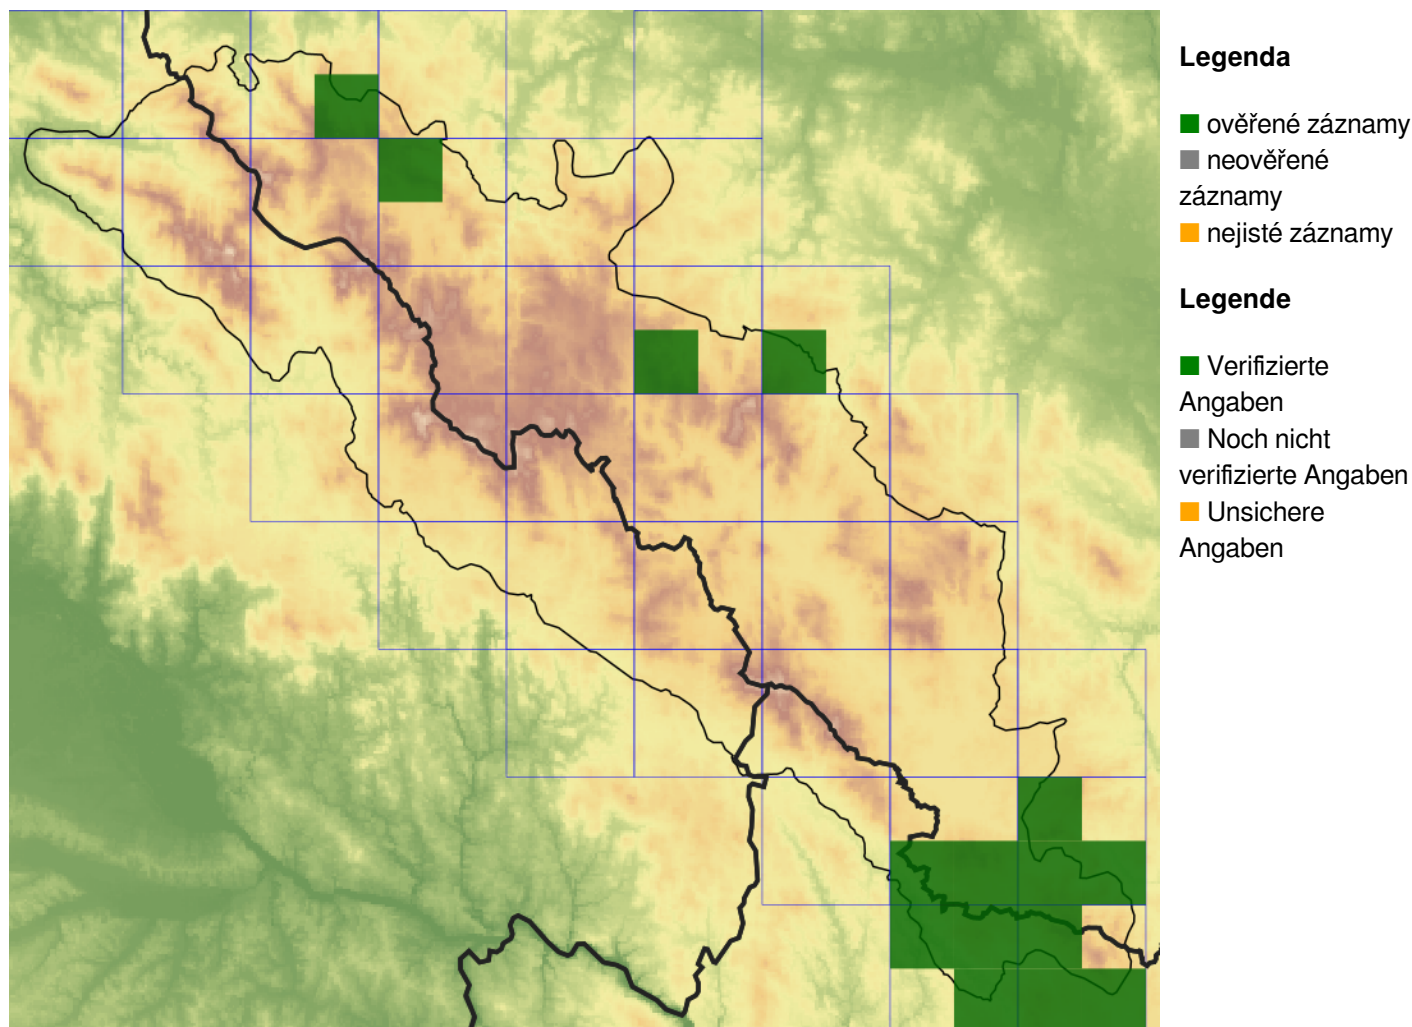 Legenda
ověřené záznamy
neověřené
záznamy
nejisté záznamy
Legende
Verifizierte
Angaben
Noch nicht
verifizierte Angaben
Unsichere
Angaben